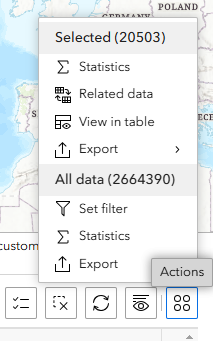 POLAND
GERMANY
Selected (20503)
Statistics
Related data
View in table
Export
All data (2664390)
Set filter
Statistics
Export
custom
Actions